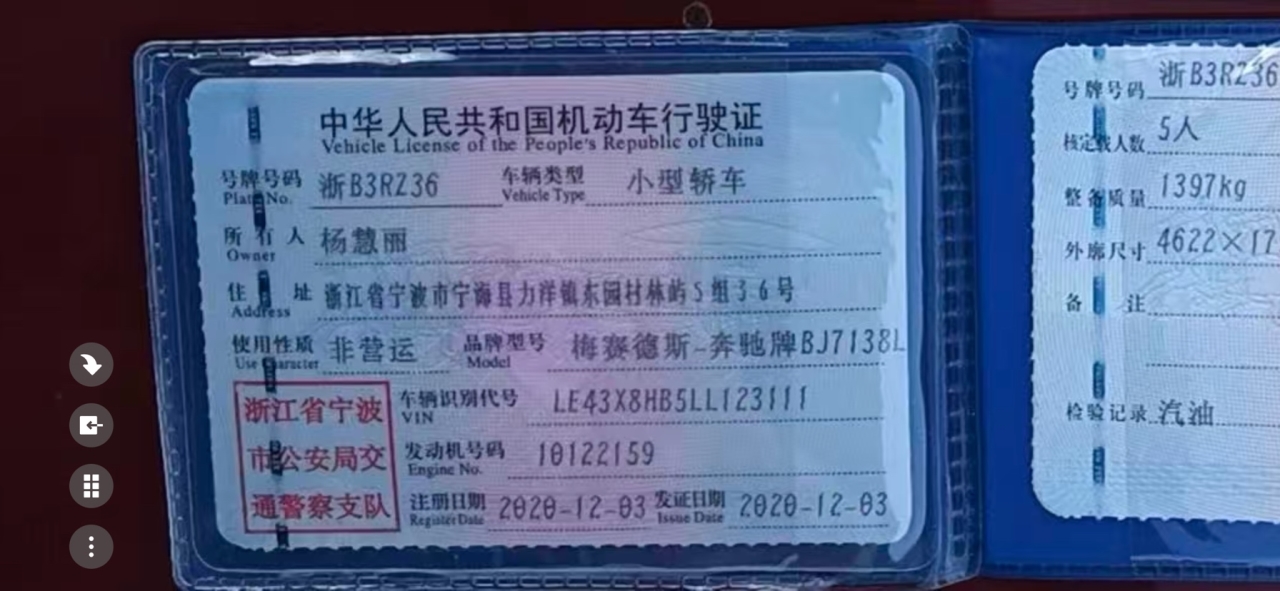 中华人民共和国机动车行驶证
Vehicle License of the People's Republic of China
号牌号码 浙B3RZ36 车辆类型 小型轿车
Plate No. Vehicle Type
所有人 杨慧丽
Owner
住址 浙江省宁波市宁海县力洋镇东园村林屿5组36号
Address
使用性质 非营运 品牌型号 梅赛德斯-奔驰牌BJ7138L
Use Character Model
浙江省宁波
市公安局交
通警察支队
车辆识别代号 LE43X8HB5LL123111
VIN
发动机号码 10122159
Engine No.
注册日期 2020-12-03 发证日期 2020-12-03
Register Date Issue Date
号牌号码 浙B3RZ36
核定载人数 5人
整备质量 1397kg
外廓尺寸 4622×17
备注
检验记录 汽油